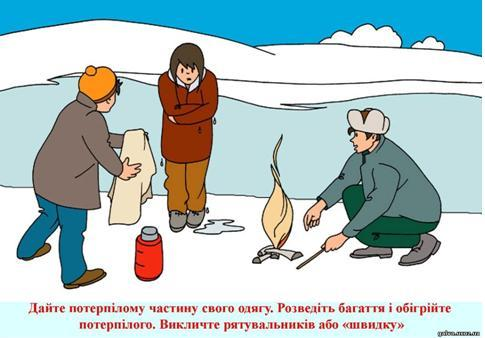 Дайте потерпілому частину свого одягу. Розведіть багаття і обігрійте
потерпілого. Викличте рятувальників або «швидку»